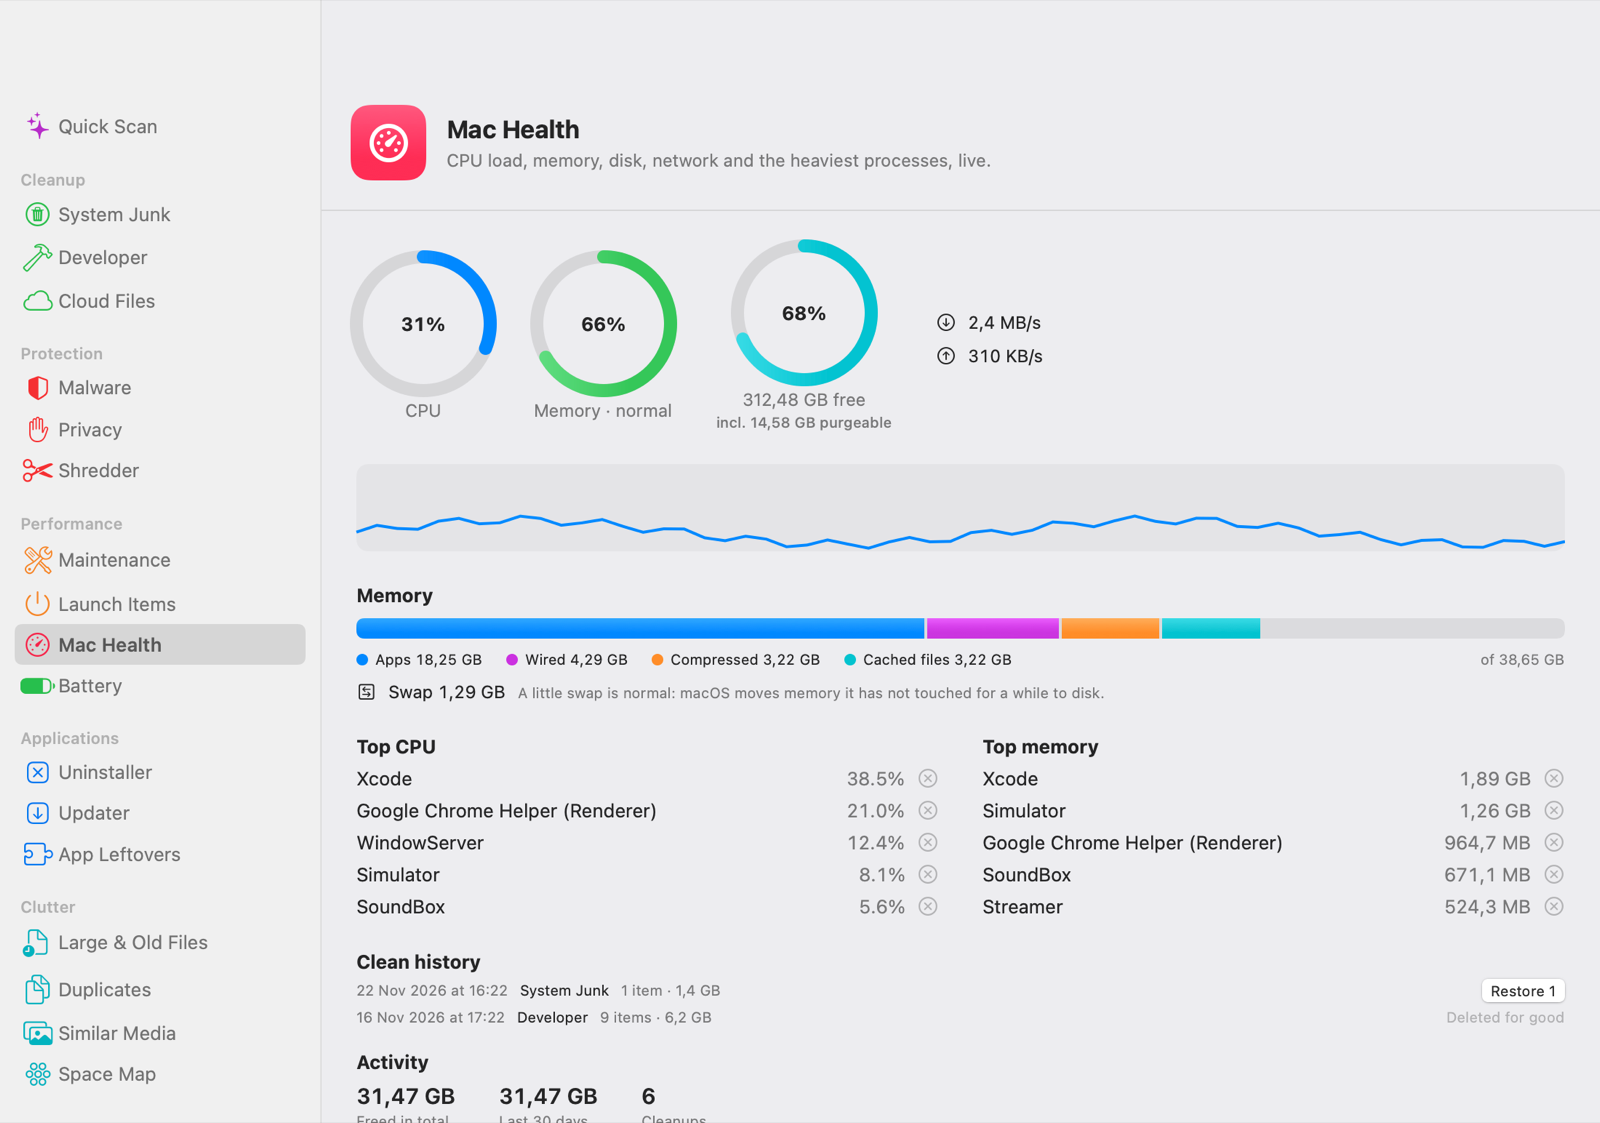 Quick Scan
Cleanup
System Junk
Developer
Cloud Files
Protection
Malware
Privacy
Shredder
Performance
Maintenance
Launch Items
Mac Health
Battery
Applications
Uninstaller
Updater
App Leftovers
Clutter
Large & Old Files
Duplicates
Similar Media
Space Map
Mac Health
CPU load, memory, disk, network and the heaviest processes, live.
31%
CPU
66%
Memory · normal
68%
312,48 GB free
incl. 14,58 GB purgeable
2,4 MB/s
310 KB/s
Memory
Apps 18,25 GB Wired 4,29 GB Compressed 3,22 GB Cached files 3,22 GB of 38,65 GB
Swap 1,29 GB A little swap is normal: macOS moves memory it has not touched for a while to disk.
Top CPU
Xcode 38.5%
Google Chrome Helper (Renderer) 21.0%
WindowServer 12.4%
Simulator 8.1%
SoundBox 5.6%
Top memory
Xcode 1,89 GB
Simulator 1,26 GB
Google Chrome Helper (Renderer) 964,7 MB
SoundBox 671,1 MB
Streamer 524,3 MB
Clean history
22 Nov 2026 at 16:22 System Junk 1 item · 1,4 GB Restore 1
16 Nov 2026 at 17:22 Developer 9 items · 6,2 GB Deleted for good
Activity
31,47 GB 31,47 GB 6
Freed in total Last 30 days Cleanups